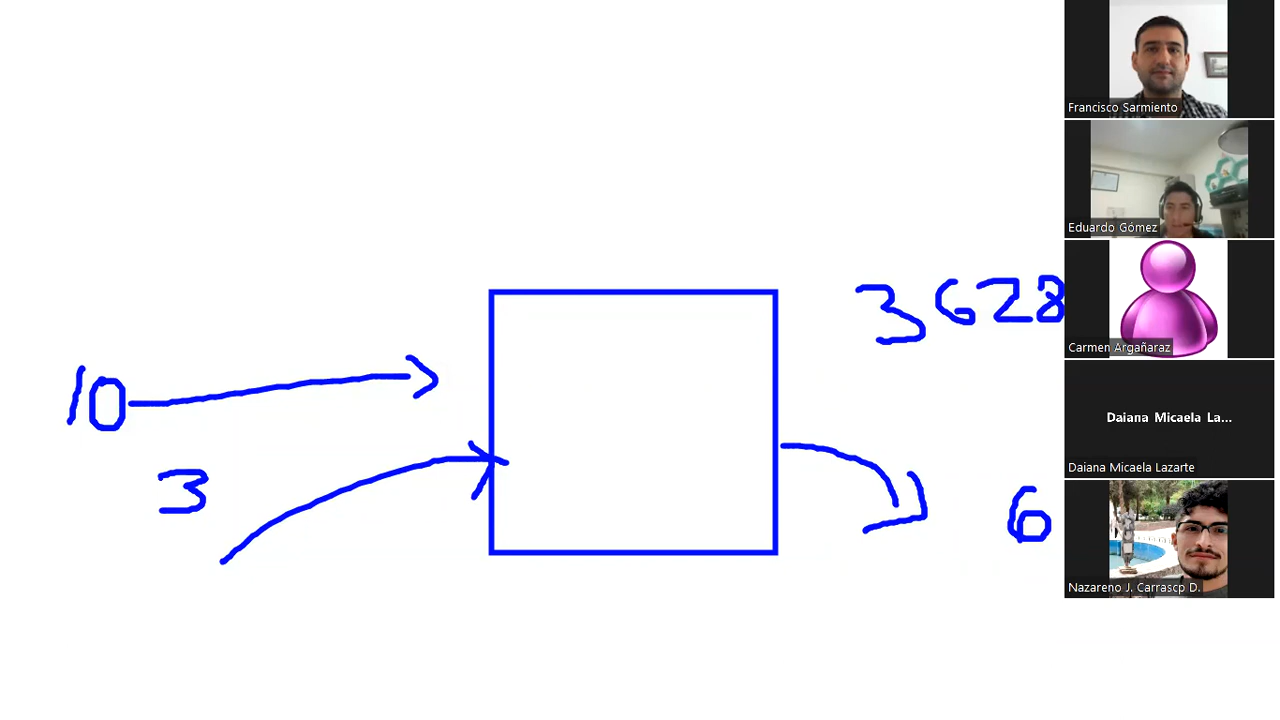 3628
10
3
6
Francisco Sarmiento
Eduardo Gómez
Carmen Argañaraz
Daiana Micaela La...
Daiana Micaela Lazarte
Nazareno J. Carrascp D.